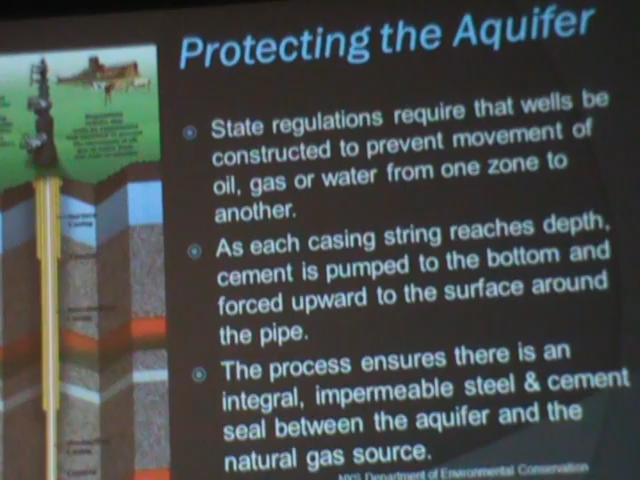 Protecting the Aquifer
State regulations require that wells be
constructed to prevent movement of
oil, gas or water from one zone to
another.
As each casing string reaches depth,
cement is pumped to the bottom and
forced upward to the surface around
the pipe.
The process ensures there is an
integral, impermeable steel & cement
seal between the aquifer and the
natural gas source.
NYS Department of Environmental Conservation